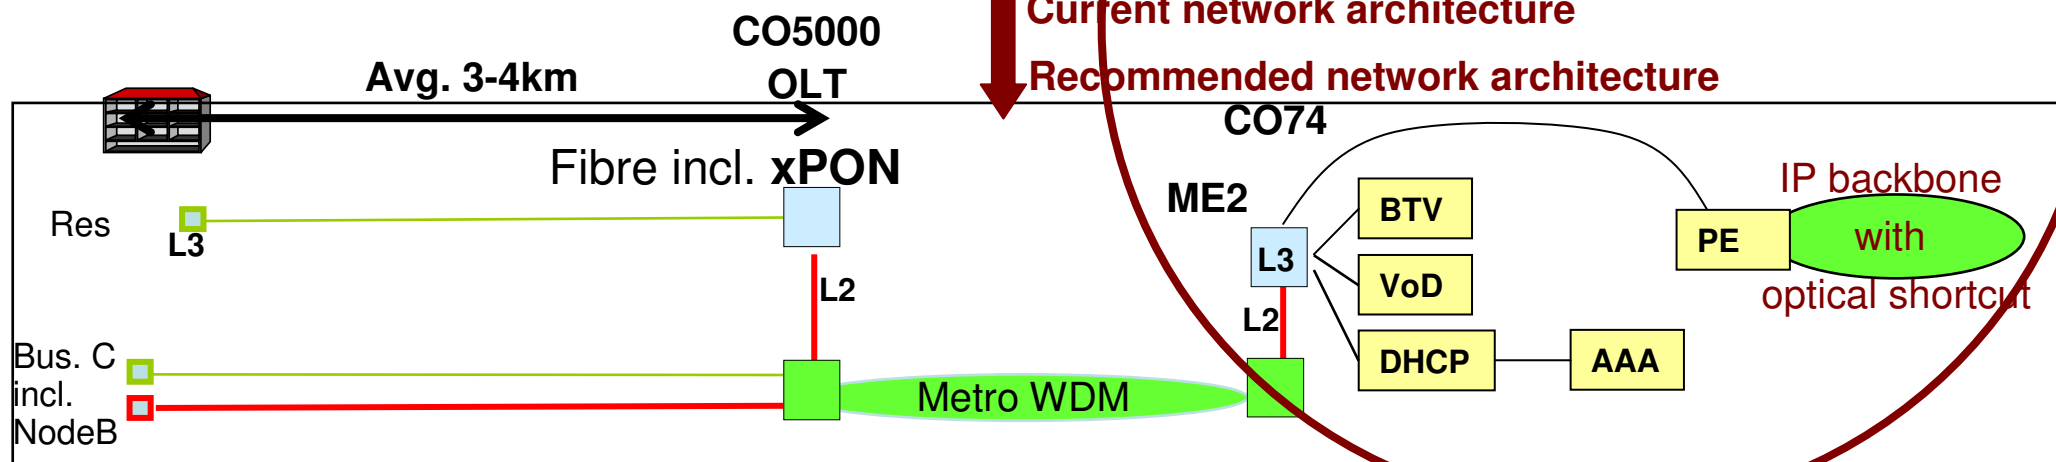 Current network architecture
CO5000
Avg. 3-4km
OLT
Recommended network architecture
CO74
Fibre incl. xPON
IP backbone
ME2
BTV
Res
L3
with
PE
L3
VoD
L2
optical shortcut
L2
Bus. C
incl.
NodeB
DHCP
AAA
Metro WDM